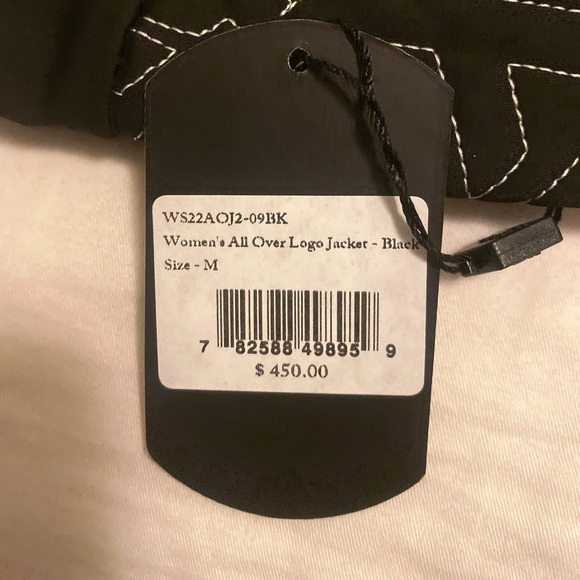 WS22AOJ2-09BK
Women's All Over Logo Jacket - Black
Size - M
7 82588 49895 9
$ 450.00